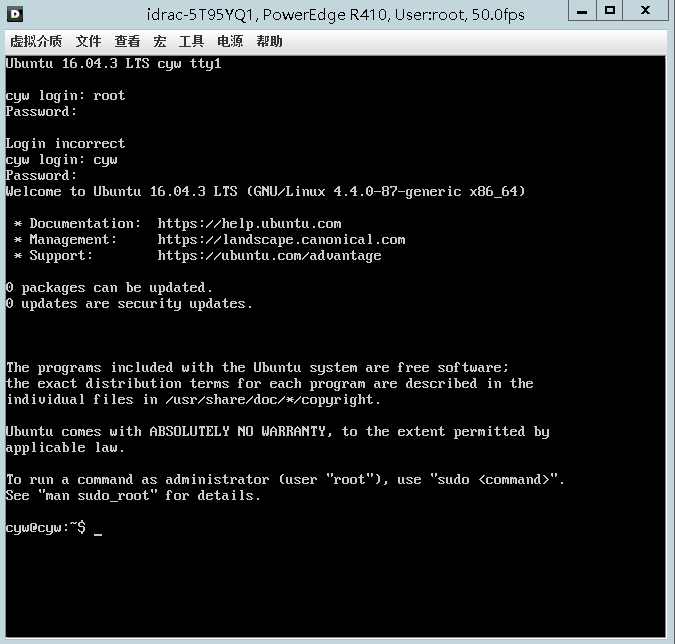 idrac-5T95YQ1, PowerEdge R410, User:root, 50.0fps
虚拟介质 文件 查看 宏 工具 电源 帮助
Ubuntu 16.04.3 LTS cyw tty1
cyw login: root
Password:
Login incorrect
cyw login: cyw
Password:
Welcome to Ubuntu 16.04.3 LTS (GNU/Linux 4.4.0-87-generic x86_64)
* Documentation: https://help.ubuntu.com
* Management: https://landscape.canonical.com
* Support: https://ubuntu.com/advantage
0 packages can be updated.
0 updates are security updates.
The programs included with the Ubuntu system are free software;
the exact distribution terms for each program are described in the
individual files in /usr/share/doc/*/copyright.
Ubuntu comes with ABSOLUTELY NO WARRANTY, to the extent permitted by
applicable law.
To run a command as administrator (user "root"), use "sudo <command>".
See "man sudo_root" for details.
cyw@cyw:~$ _